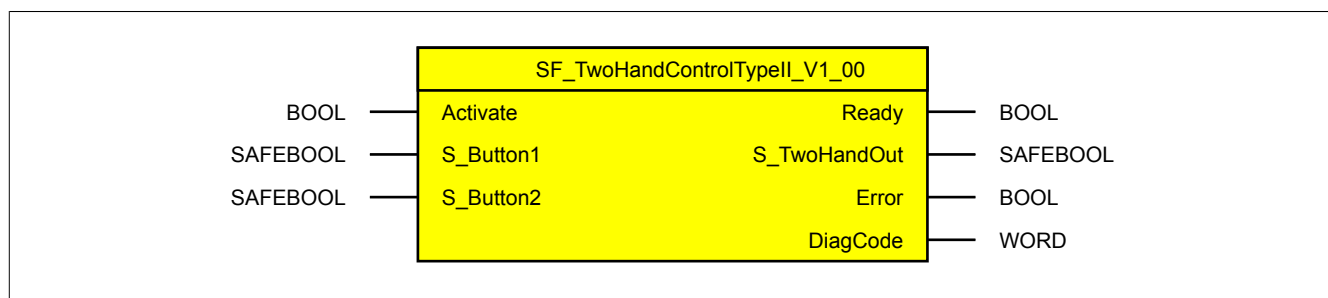 SF_TwoHandControlTypeII_V1_00
BOOL Activate Ready BOOL
SAFEBOOL S_Button1 S_TwoHandOut SAFEBOOL
SAFEBOOL S_Button2 Error BOOL
DiagCode WORD